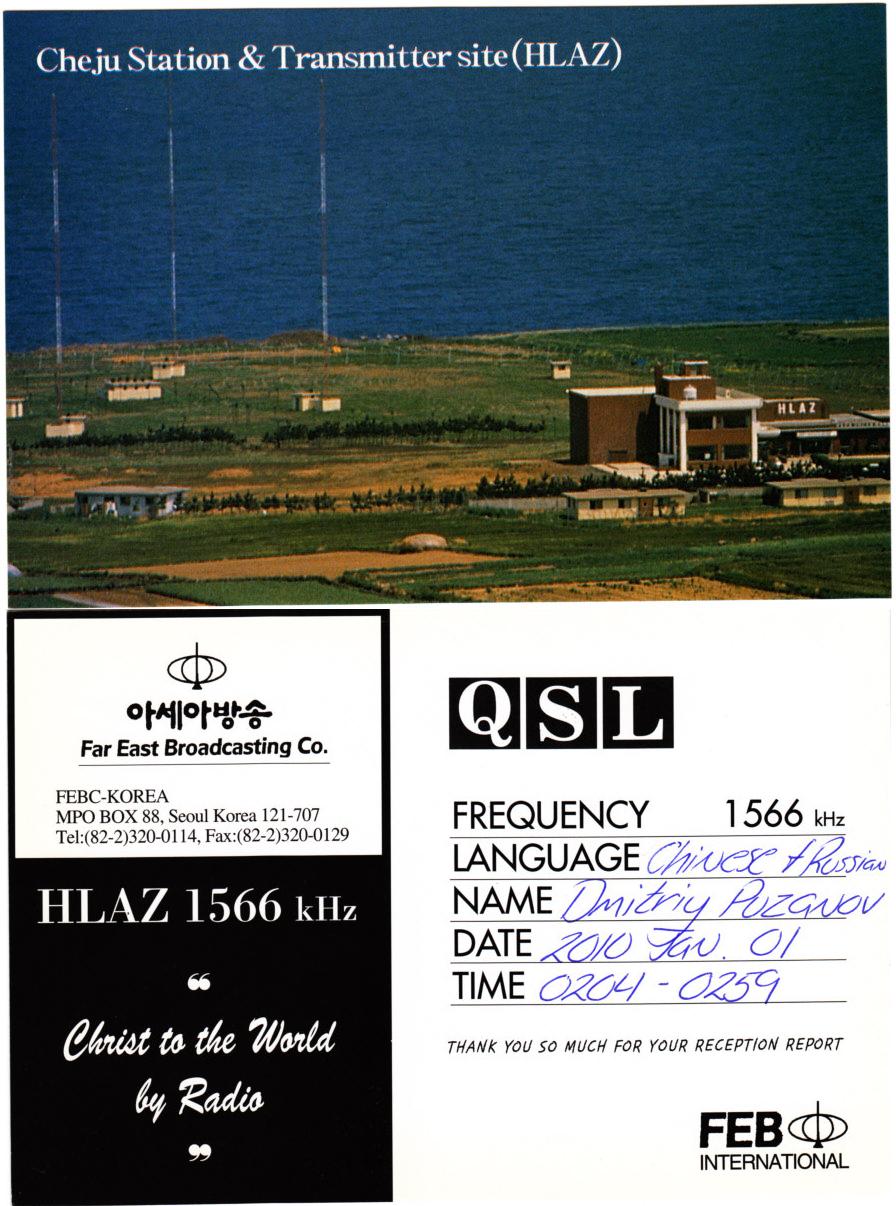 Cheju Station & Transmitter site(HLAZ)
HLAZ
아세아방송
Far East Broadcasting Co.
FEBC-KOREA
MPO BOX 88, Seoul Korea 121-707
Tel:(82-2)320-0114, Fax:(82-2)320-0129
HLAZ 1566 kHz
“
Christ to the World
by Radio
”
QSL
FREQUENCY 1566 kHz
LANGUAGE Chinese + Russian
NAME Dmitriy Puzanov
DATE 2010 Jan. 01
TIME 0204 - 0259
THANK YOU SO MUCH FOR YOUR RECEPTION REPORT
FEB
INTERNATIONAL